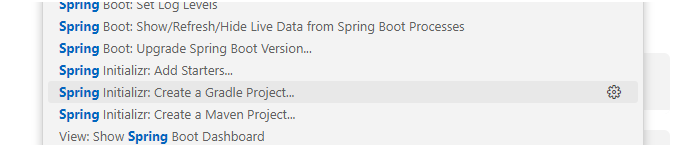 Spring Boot: Set Log Levels
Spring Boot: Show/Refresh/Hide Live Data from Spring Boot Processes
Spring Boot: Upgrade Spring Boot Version...
Spring Initializr: Add Starters...
Spring Initializr: Create a Gradle Project...
Spring Initializr: Create a Maven Project...
View: Show Spring Boot Dashboard